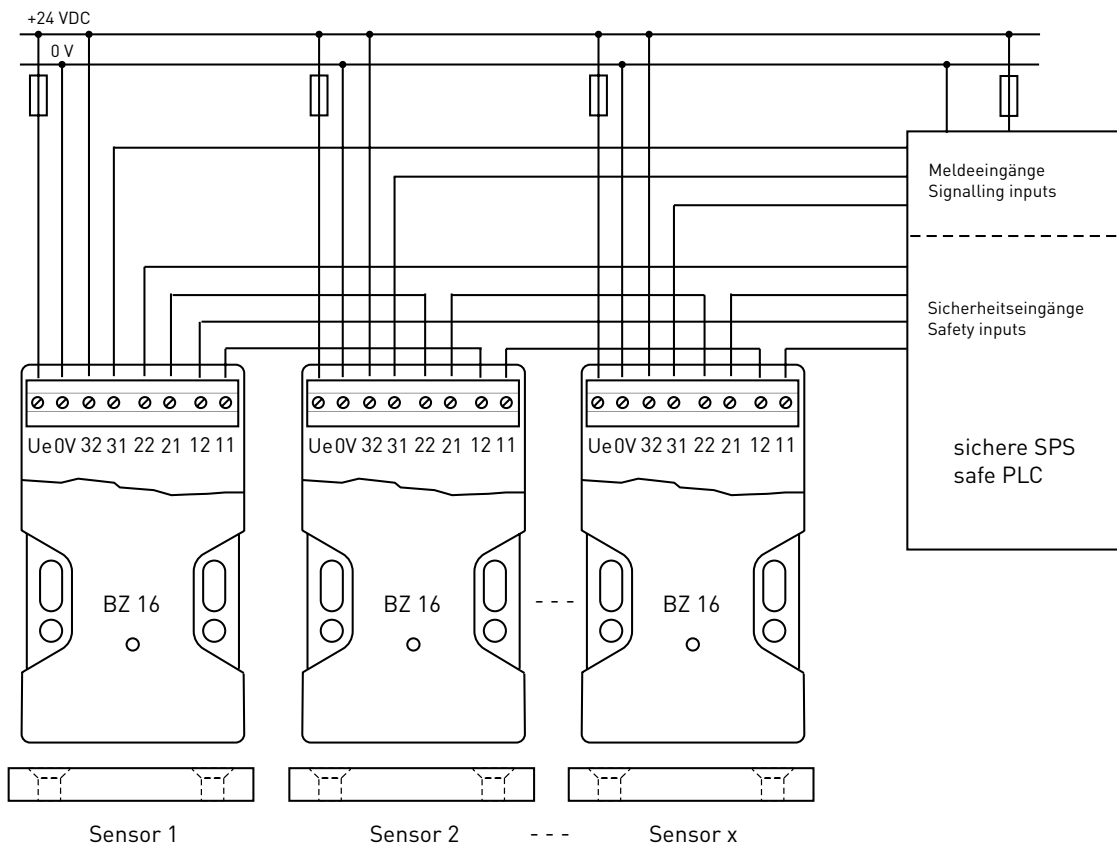 +24 VDC
0 V
Meldeeingänge
Signalling inputs
Sicherheitseingänge
Safety inputs
sichere SPS
safe PLC
Ue 0V 32 31 22 21 12 11
Ue 0V 32 31 22 21 12 11
Ue 0V 32 31 22 21 12 11
BZ 16
BZ 16
- - -
BZ 16
Sensor 1
Sensor 2
- - -
Sensor x